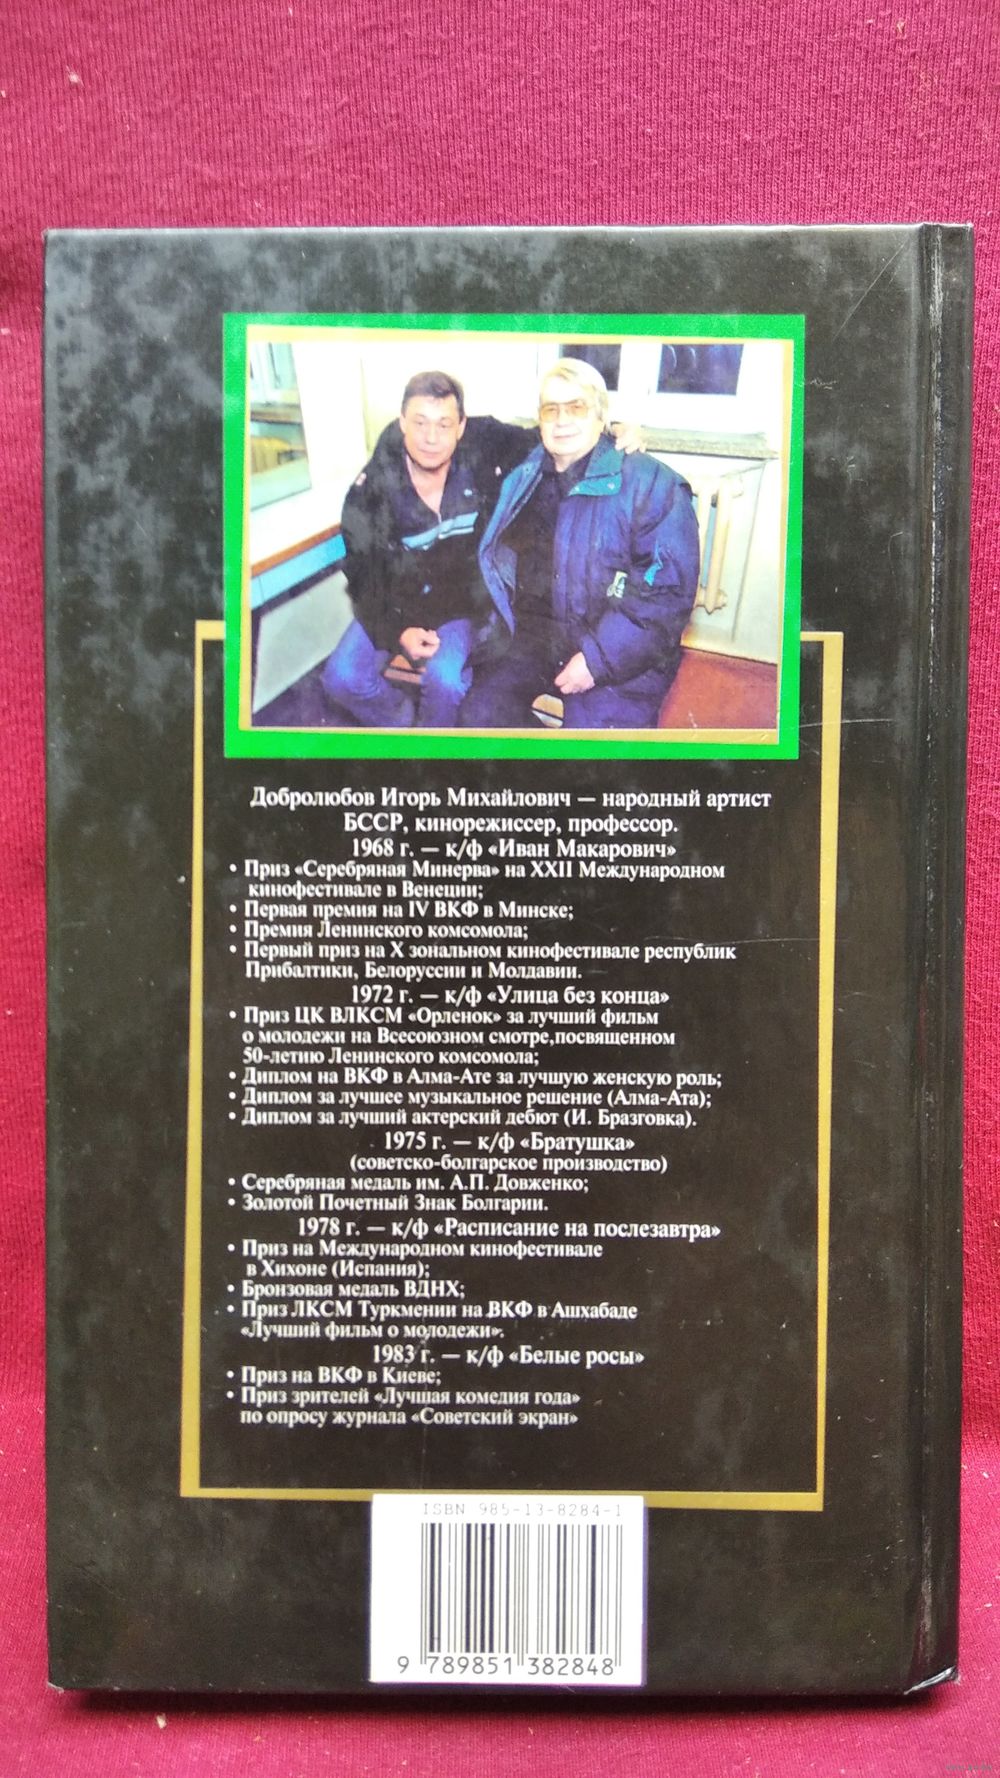 Добролюбов Игорь Михайлович — народный артист
БССР, кинорежиссер, профессор.
1968 г. — к/ф «Иван Макарович»
• Приз «Серебряная Минерва» на XXII Международном
кинофестивале в Венеции;
• Первая премия на IV ВКФ в Минске;
• Премия Ленинского комсомола;
• Первый приз на X зональном кинофестивале республик
Прибалтики, Белоруссии и Молдавии.
1972 г. — к/ф «Улица без конца»
• Приз ЦК ВЛКСМ «Орленок» за лучший фильм
о молодежи на Всесоюзном смотре,посвященном
50-летию Ленинского комсомола;
• Диплом на ВКФ в Алма-Ате за лучшую женскую роль;
• Диплом за лучшее музыкальное решение (Алма-Ата);
• Диплом за лучший актерский дебют (И. Бразговка).
1975 г. — к/ф «Братушка»
(советско-болгарское производство)
• Серебряная медаль им. А.П. Довженко;
• Золотой Почетный Знак Болгарии.
1978 г. — к/ф «Расписание на послезавтра»
• Приз на Международном кинофестивале
в Хихоне (Испания);
• Бронзовая медаль ВДНХ;
• Приз ЛКСМ Туркмении на ВКФ в Ашхабаде
«Лучший фильм о молодежи».
1983 г. — к/ф «Белые росы»
• Приз на ВКФ в Киеве;
• Приз зрителей «Лучшая комедия года»
по опросу журнала «Советский экран»
ISBN 985-13-8284-1
9 789851 382848